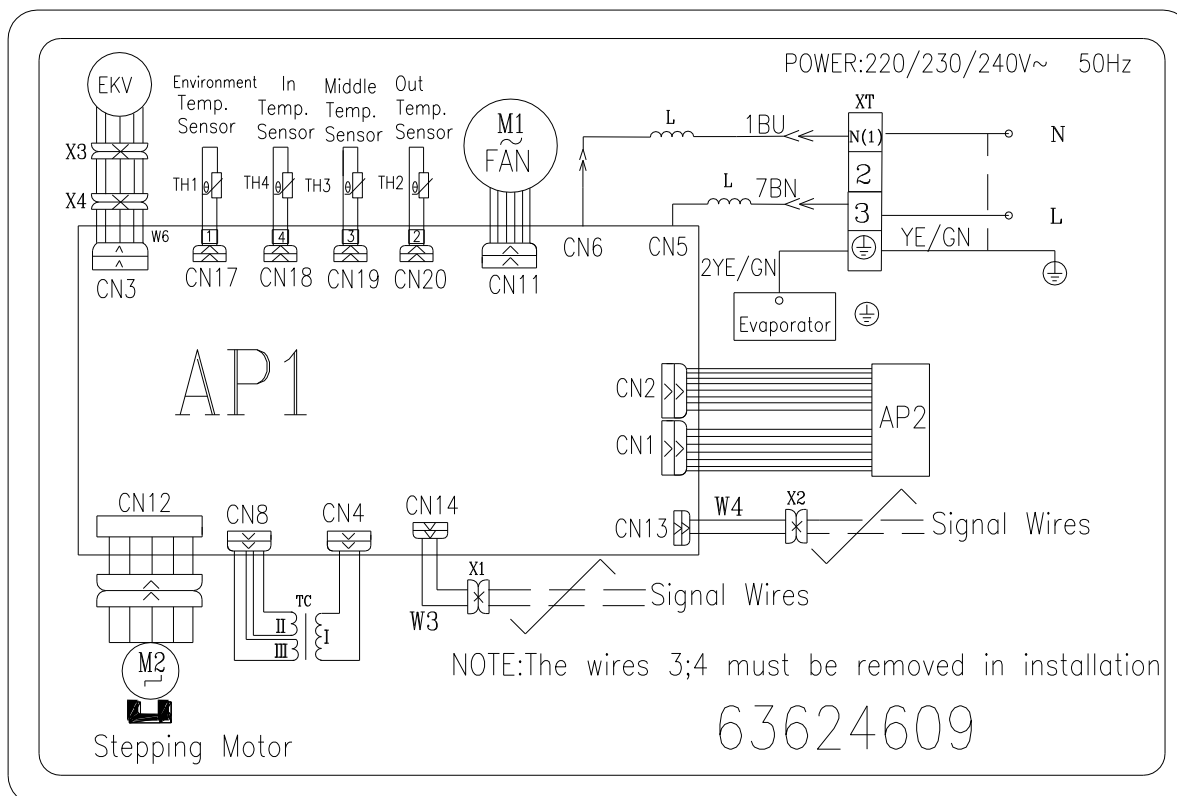 POWER:220/230/240V~ 50Hz
EKV
Environment
Temp.
Sensor
In
Temp.
Sensor
Middle
Temp.
Sensor
Out
Temp.
Sensor
M1
~
FAN
L
1BU
XT
N(1)
N
X3
X4
TH1
θ
TH4
θ
TH3
θ
TH2
θ
L
7BN
2
3
L
W6
1
4
3
2
CN6
CN5
YE/GN
CN3
CN17
CN18
CN19
CN20
CN11
2YE/GN
Evaporator
AP1
CN2
AP2
CN1
CN12
CN8
CN4
CN14
CN13
W4
X2
Signal Wires
X1
Signal Wires
W3
TC
II
III
I
M2
NOTE:The wires 3;4 must be removed in installation
Stepping Motor
63624609